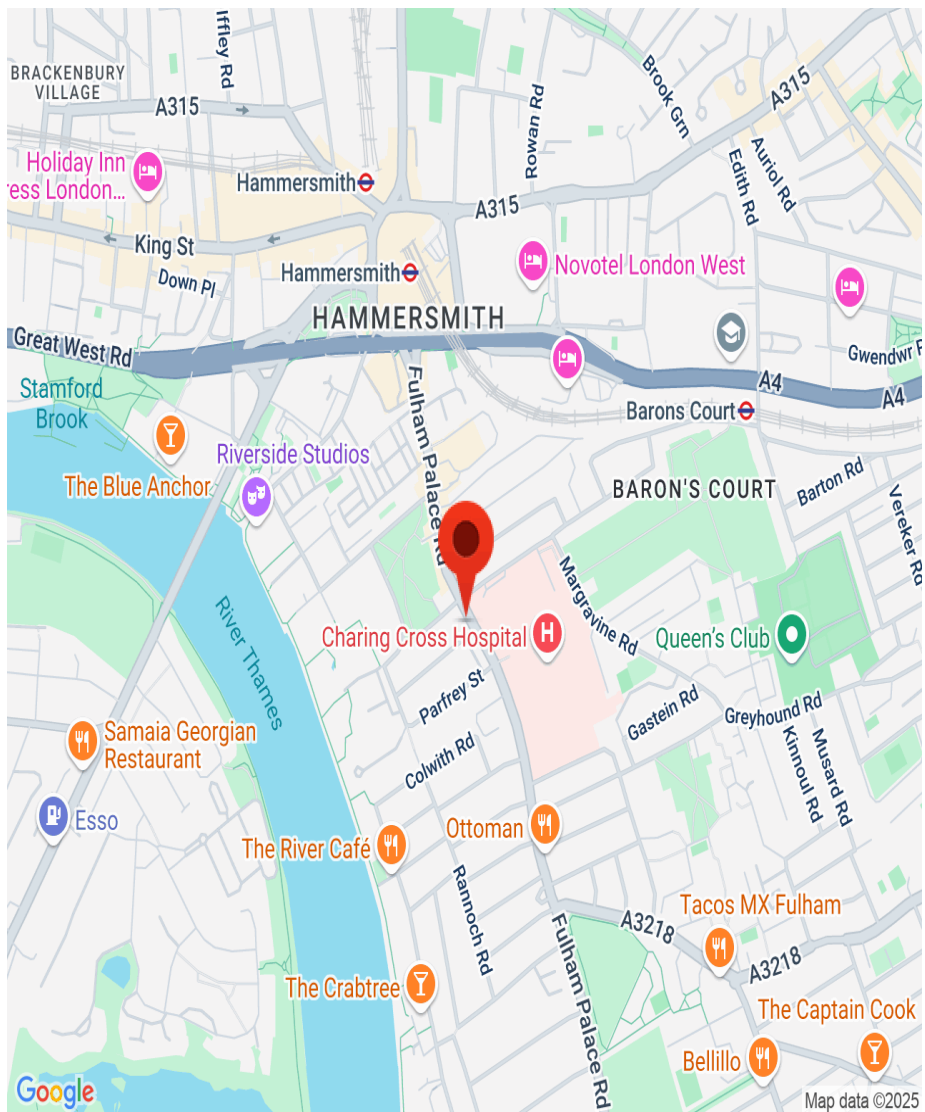 Iffley Rd
BRACKENBURY
VILLAGE
A315
Brook Grn
A315
Rowan Rd
Auriol Rd
Edith Rd
Holiday Inn
ress London...
Hammersmith
A315
King St
Down Pl
Hammersmith
Novotel London West
HAMMERSMITH
Great West Rd
Gwendwr
A4
A4
Stamford
Brook
Fulham Palace Rd
Barons Court
Riverside Studios
The Blue Anchor
BARON'S COURT
Barton Rd
Vereker Rd
Margravine Rd
River Thames
Charing Cross Hospital
H
Queen's Club
Parfrey St
Gastein Rd
Greyhound Rd
Samaia Georgian
Restaurant
Colwith Rd
Kinnoul Rd
Musard Rd
Esso
Ottoman
The River Café
Rannoch Rd
Tacos MX Fulham
A3218
Fulham Palace Rd
A3218
The Crabtree
The Captain Cook
Bellillo
Google
Map data ©2025